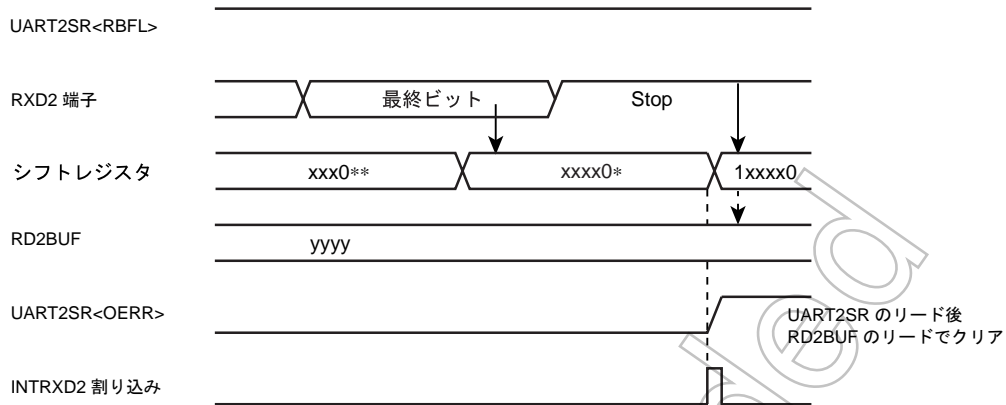 UART2SR<RBFL>
RXD2 端子
最終ビット
Stop
シフトレジスタ
xxx0**
xxxx0*
1xxxx0
RD2BUF
yyyy
UART2SR<OERR>
UART2SR のリード後
RD2BUF のリードでクリア
INTRXD2 割り込み